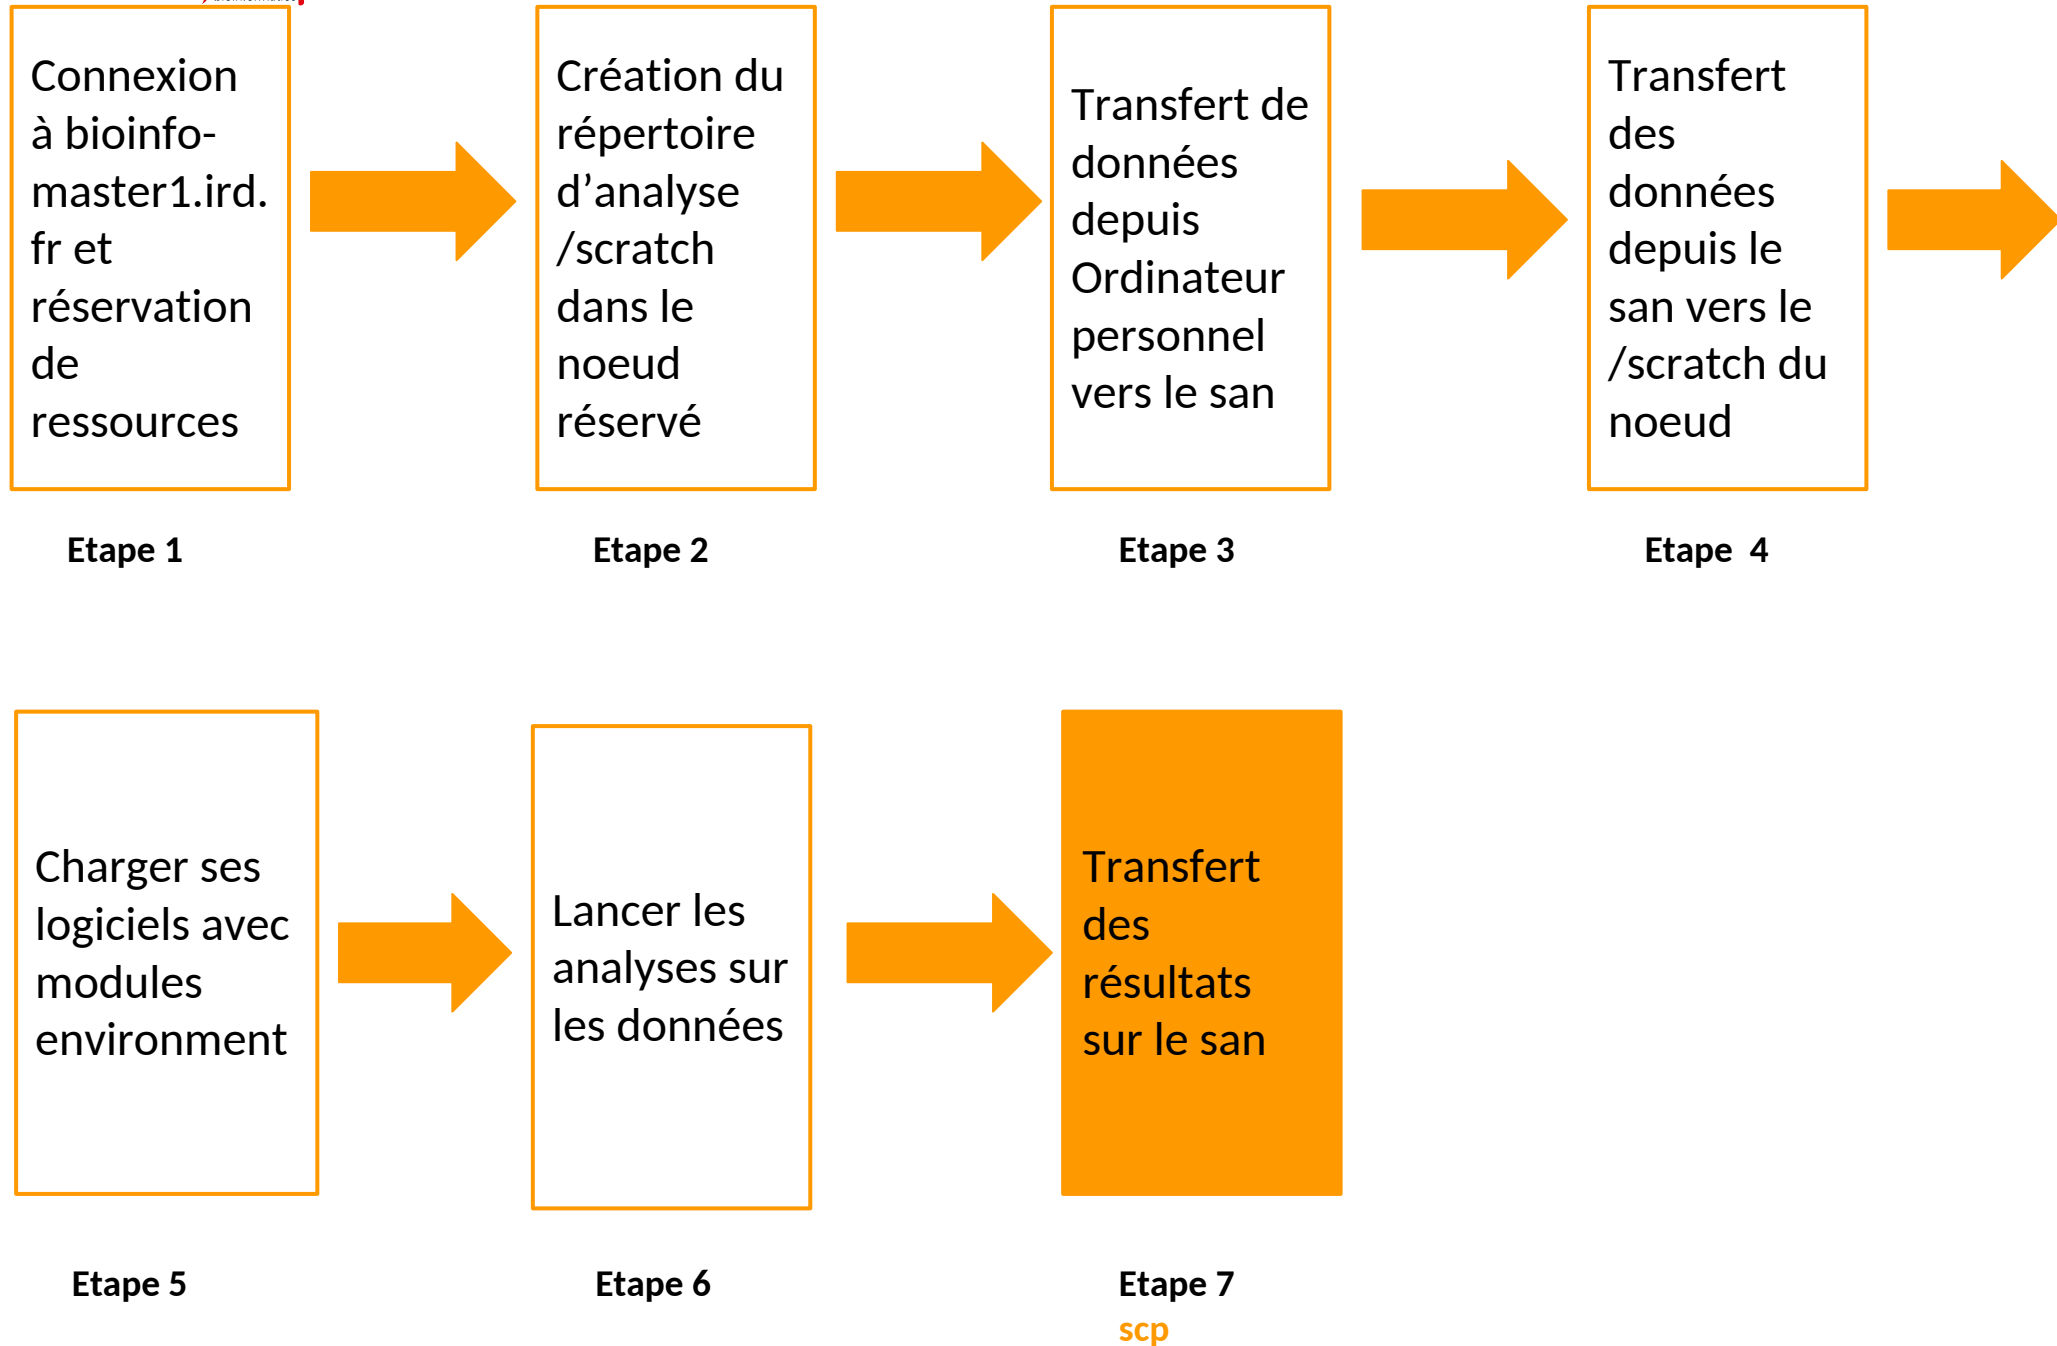 Connexion
à bioinfo-
master1.ird.
fr et
réservation
de
ressources
Création du
répertoire
d’analyse
/scratch
dans le
noeud
réservé
Transfert de
données
depuis
Ordinateur
personnel
vers le san
Transfert
des
données
depuis le
san vers le
/scratch du
noeud
Etape 1
Etape 2
Etape 3
Etape  4
Charger ses
logiciels avec
modules
environment
Lancer les
analyses sur
les données
Transfert
des
résultats
sur le san
Etape 5
Etape 6
Etape 7
scp